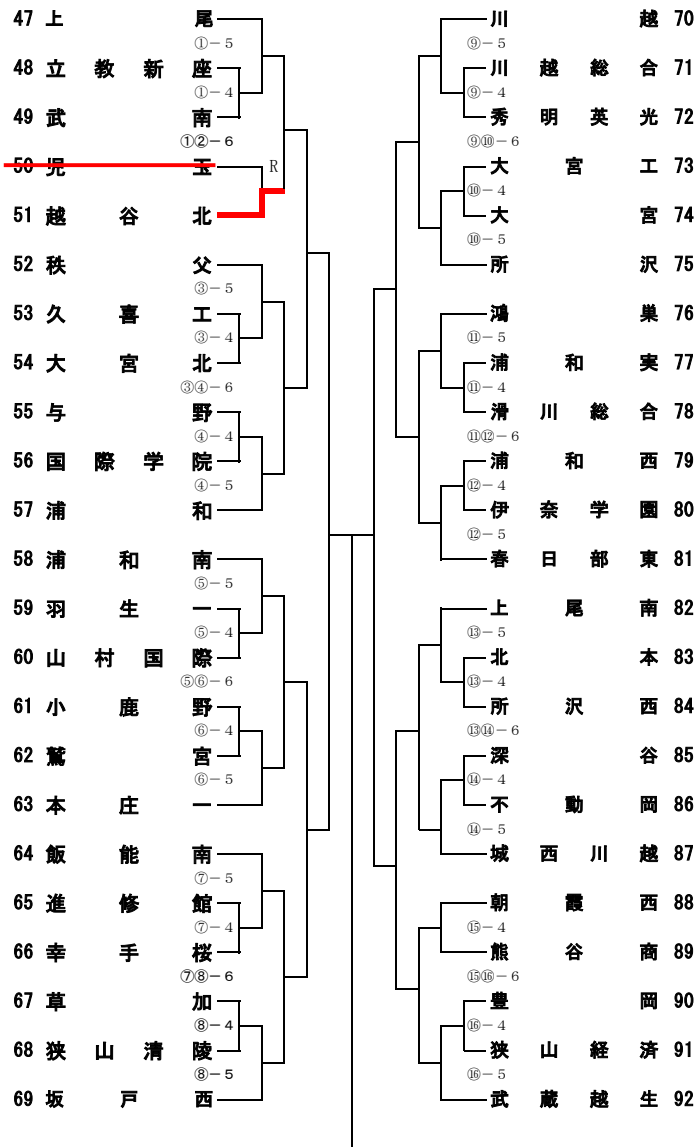 47 上尾
①－5
48 立教新座
①－4
49 武南
①②－6
50 児玉
R
51 越谷北
52 秩父
③－5
53 久喜工
③－4
54 大宮北
③④－6
55 与野
④－4
56 国際学院
④－5
57 浦和
58 浦和南
⑤－5
59 羽生一
⑤－4
60 山村国際
⑤⑥－6
61 小鹿野
⑥－4
62 鷲宮
⑥－5
63 本庄一
64 飯能南
⑦－5
65 進修館
⑦－4
66 幸手桜
⑦⑧－6
67 草加
⑧－4
68 狭山清陵
⑧－5
69 坂戸西
川越 70
⑨－5
川越総合 71
⑨－4
秀明英光 72
⑨⑩－6
大宮工 73
⑩－4
大宮 74
⑩－5
所沢 75
鴻巣 76
⑪－5
浦和実 77
⑪－4
滑川総合 78
⑪⑫－6
浦和西 79
⑫－4
伊奈学園 80
⑫－5
春日部東 81
上尾南 82
⑬－5
北本 83
⑬－4
所沢西 84
⑬⑭－6
深谷 85
⑭－4
不動岡 86
⑭－5
城西川越 87
朝霞西 88
⑮－4
熊谷商 89
⑮⑯－6
豊岡 90
⑯－4
狭山経済 91
⑯－5
武蔵越生 92